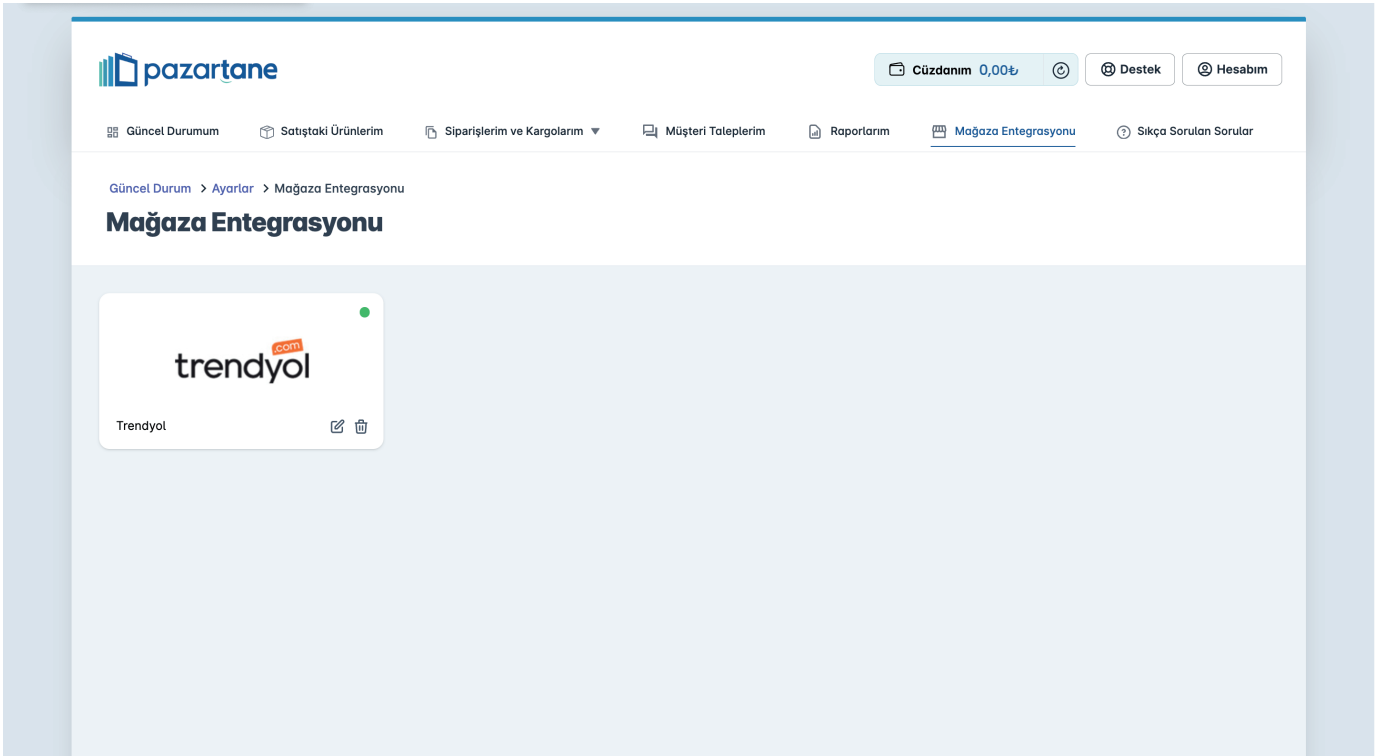 pazartane
Cüzdanım 0,00₺
Destek
Hesabım
Güncel Durumum
Satıştaki Ürünlerim
Siparişlerim ve Kargolarım
Müşteri Taleplerim
Raporlarım
Mağaza Entegrasyonu
Sıkça Sorulan Sorular
Güncel Durum > Ayarlar > Mağaza Entegrasyonu
Mağaza Entegrasyonu
.com
trendyol
Trendyol